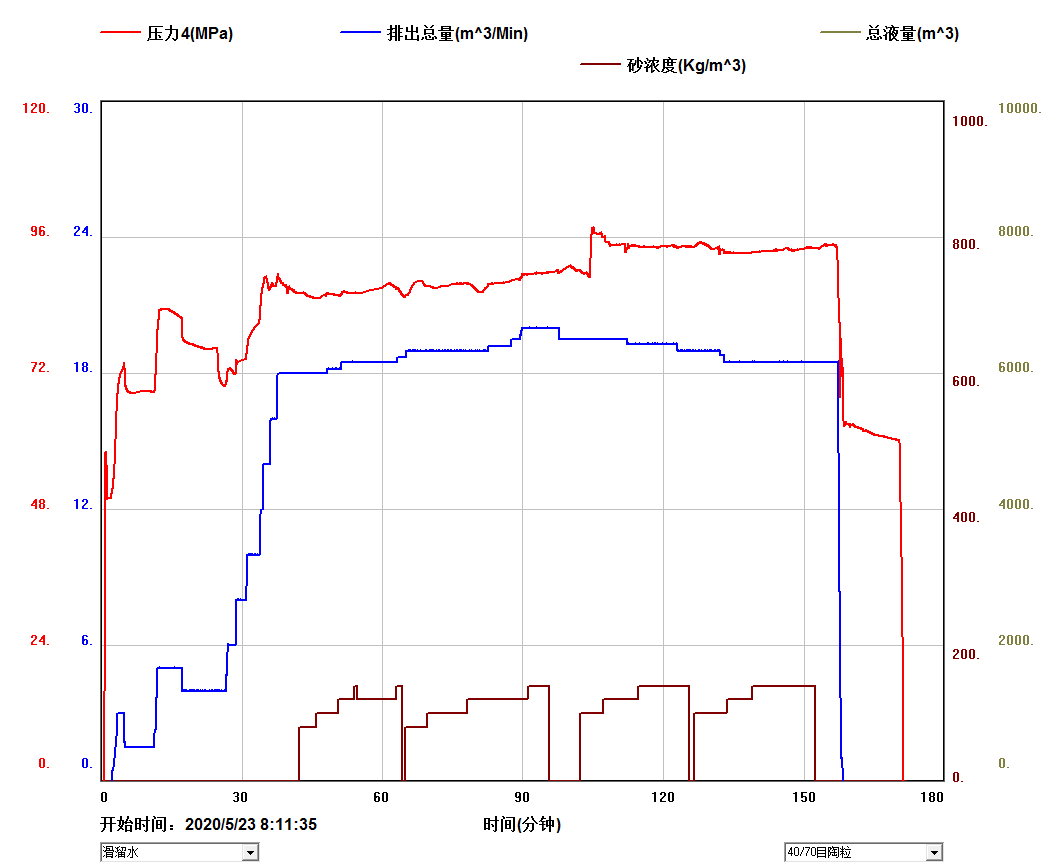 压力4(MPa) 排出总量(m^3/Min) 总液量(m^3)
砂浓度(Kg/m^3)
120. 30. 10000.
1000.
96. 24. 8000.
800.
72. 18. 6000.
600.
48. 12. 4000.
400.
24. 6. 2000.
200.
0. 0. 0.
0.
0 30 60 90 120 150 180
开始时间：2020/5/23 8:11:35 时间(分钟)
滑溜水 40/70目陶粒